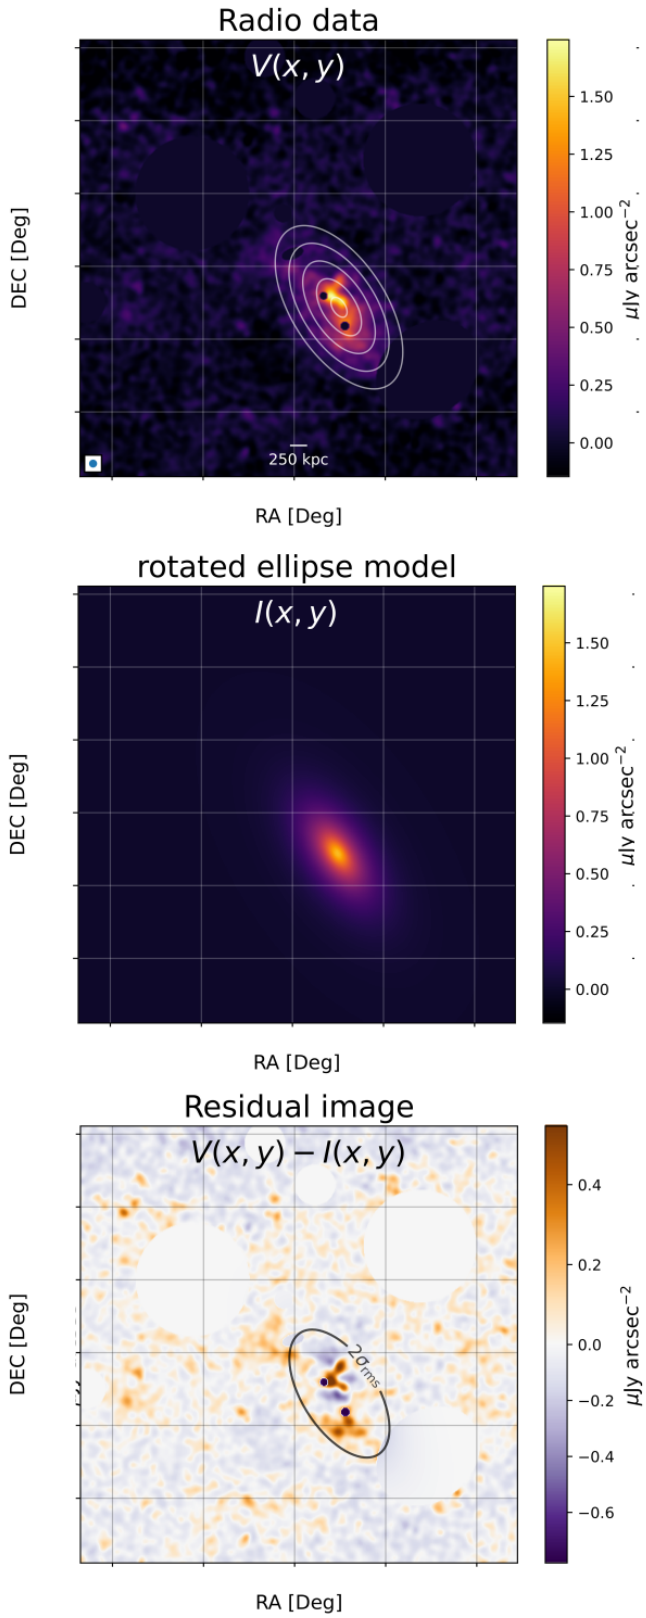 Radio data
V(x, y)
DEC [Deg]
250 kpc
RA [Deg]
1.50
1.25
1.00
0.75
0.50
0.25
0.00
μJy arcsec⁻²
rotated ellipse model
I(x, y)
DEC [Deg]
RA [Deg]
1.50
1.25
1.00
0.75
0.50
0.25
0.00
μJy arcsec⁻²
Residual image
V(x, y) − I(x, y)
DEC [Deg]
2σrms
RA [Deg]
0.4
0.2
0.0
−0.2
−0.4
−0.6
μJy arcsec⁻²